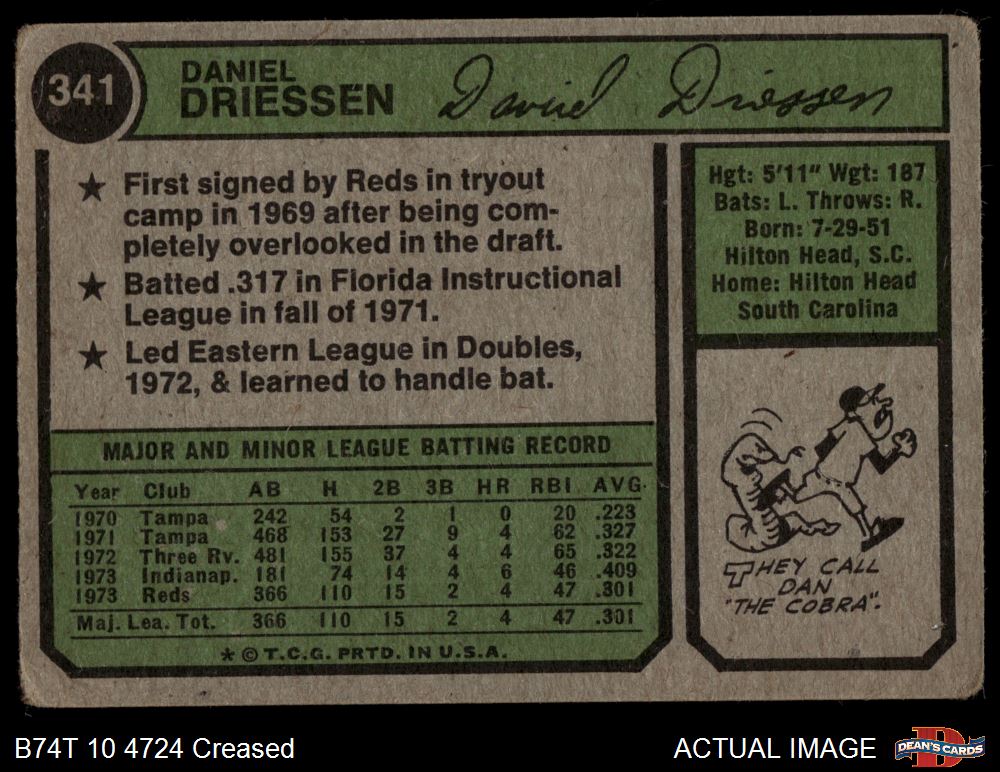 341
DANIEL
DRIESSEN
Daniel Driessen
★ First signed by Reds in tryout
camp in 1969 after being com-
pletely overlooked in the draft.
★ Batted .317 in Florida Instructional
League in fall of 1971.
★ Led Eastern League in Doubles,
1972, & learned to handle bat.
Hgt: 5'11" Wgt: 187
Bats: L. Throws: R.
Born: 7-29-51
Hilton Head, S.C.
Home: Hilton Head
South Carolina
MAJOR AND MINOR LEAGUE BATTING RECORD
Year Club AB H 2B 3B HR RBI AVG.
1970 Tampa 242 54 2 1 0 20 .223
1971 Tampa 468 153 27 9 4 62 .327
1972 Three Rv. 481 155 37 4 4 65 .322
1973 Indianap. 181 74 14 4 6 46 .409
1973 Reds 366 110 15 2 4 47 .301
Maj. Lea. Tot. 366 110 15 2 4 47 .301
★ © T.C.G. PRTD. IN U.S.A.
THEY CALL
DAN
"THE COBRA".
B74T 10 4724 Creased
ACTUAL IMAGE
DEAN'S CARDS